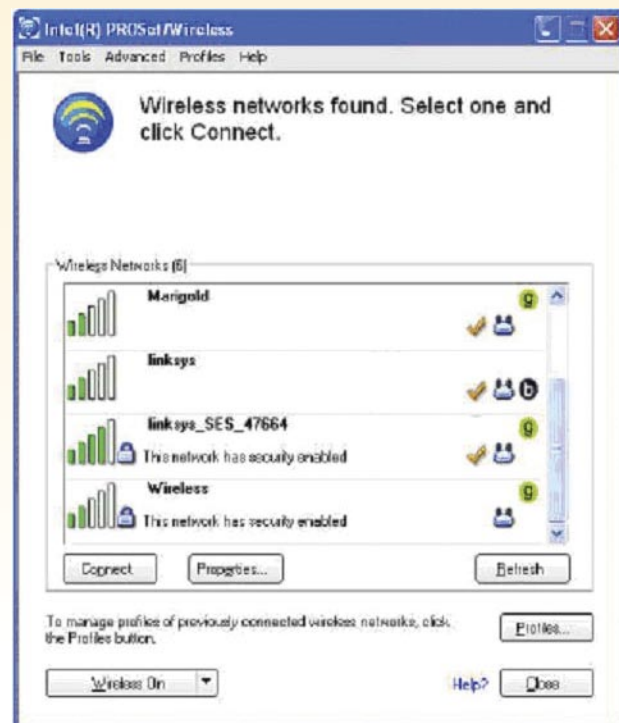 Intel(R) PROSet/Wireless
File Tools Advanced Profiles Help
Wireless networks found. Select one and
click Connect.
Wireless Networks (6)
Marigold
g
linksys
b
linksys_SES_47664
g
This network has security enabled
Wireless
g
This network has security enabled
Connect Properties... Refresh
To manage profiles of previously connected wireless networks, click
the Profiles button.
Profiles...
Wireless On Help? Close